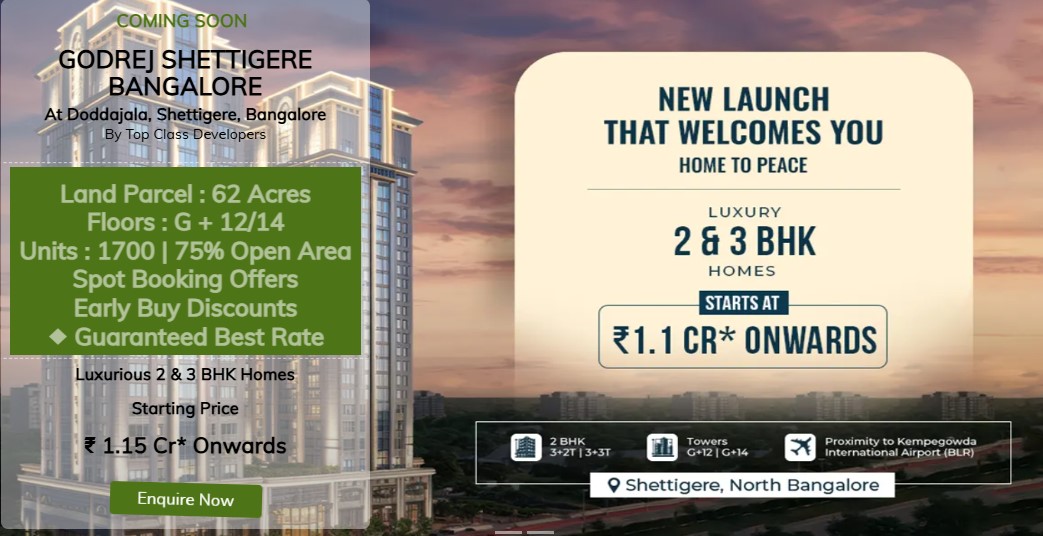 COMING SOON
GODREJ SHETTIGERE
BANGALORE
At Doddajala, Shettigere, Bangalore
By Top Class Developers
Land Parcel : 62 Acres
Floors : G + 12/14
Units : 1700 | 75% Open Area
Spot Booking Offers
Early Buy Discounts
❖ Guaranteed Best Rate
Luxurious 2 & 3 BHK Homes
Starting Price
₹ 1.15 Cr* Onwards
Enquire Now
NEW LAUNCH
THAT WELCOMES YOU
HOME TO PEACE
LUXURY
2 & 3 BHK
HOMES
STARTS AT
₹1.1 CR* ONWARDS
2 BHK
3+2T | 3+3T
Towers
G+12 | G+14
Proximity to Kempegowda
International Airport (BLR)
Shettigere, North Bangalore